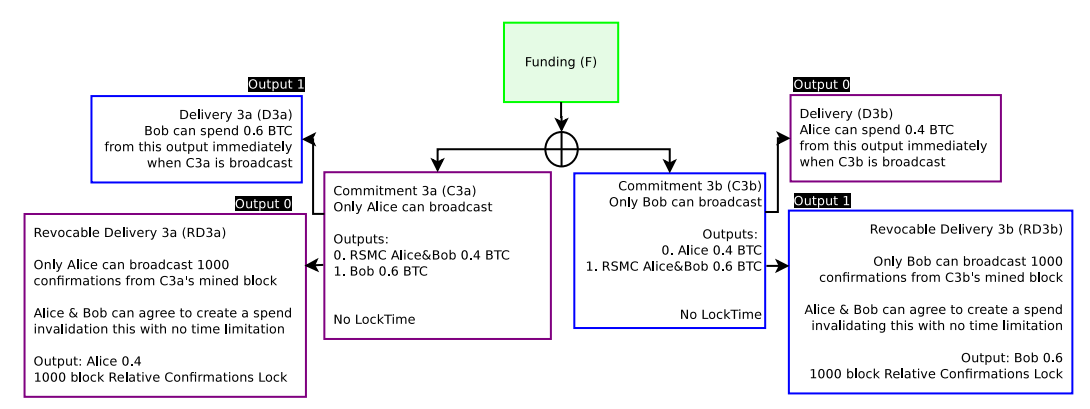 Funding (F)
Output 1
Delivery 3a (D3a)
Bob can spend 0.6 BTC
from this output immediately
when C3a is broadcast
Output 0
Delivery (D3b)
Alice can spend 0.4 BTC
from this output immediately
when C3b is broadcast
Commitment 3a (C3a)
Only Alice can broadcast
Outputs:
0. RSMC Alice&Bob 0.4 BTC
1. Bob 0.6 BTC
No LockTime
Commitment 3b (C3b)
Only Bob can broadcast
Outputs:
0. Alice 0.4 BTC
1. RSMC Alice&Bob 0.6 BTC
No LockTime
Output 0
Revocable Delivery 3a (RD3a)
Only Alice can broadcast 1000
confirmations from C3a's mined block
Alice & Bob can agree to create a spend
invalidation this with no time limitation
Output: Alice 0.4
1000 block Relative Confirmations Lock
Output 1
Revocable Delivery 3b (RD3b)
Only Bob can broadcast 1000
confirmations from C3b's mined block
Alice & Bob can agree to create a spend
invalidating this with no time limitation
Output: Bob 0.6
1000 block Relative Confirmations Lock